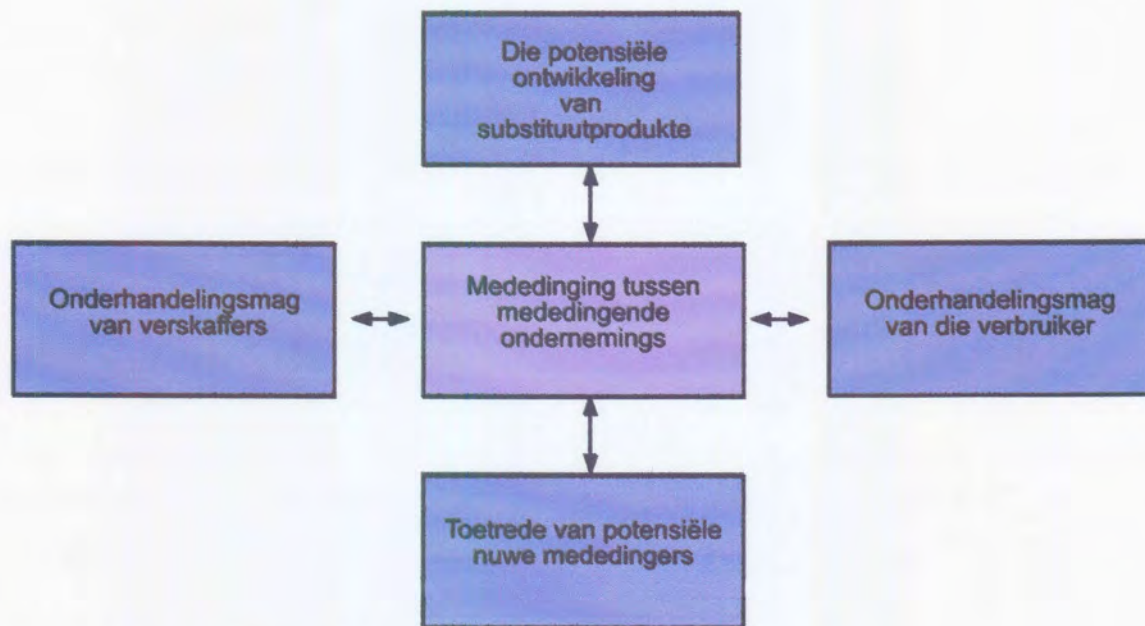 Die potensiële
ontwikkeling
van
substituutprodukte
Onderhandelingsmag
van verskaffers
Mededinging tussen
mededingende
ondernemings
Onderhandelingsmag
van die verbruiker
Toetrede van potensiële
nuwe mededingers